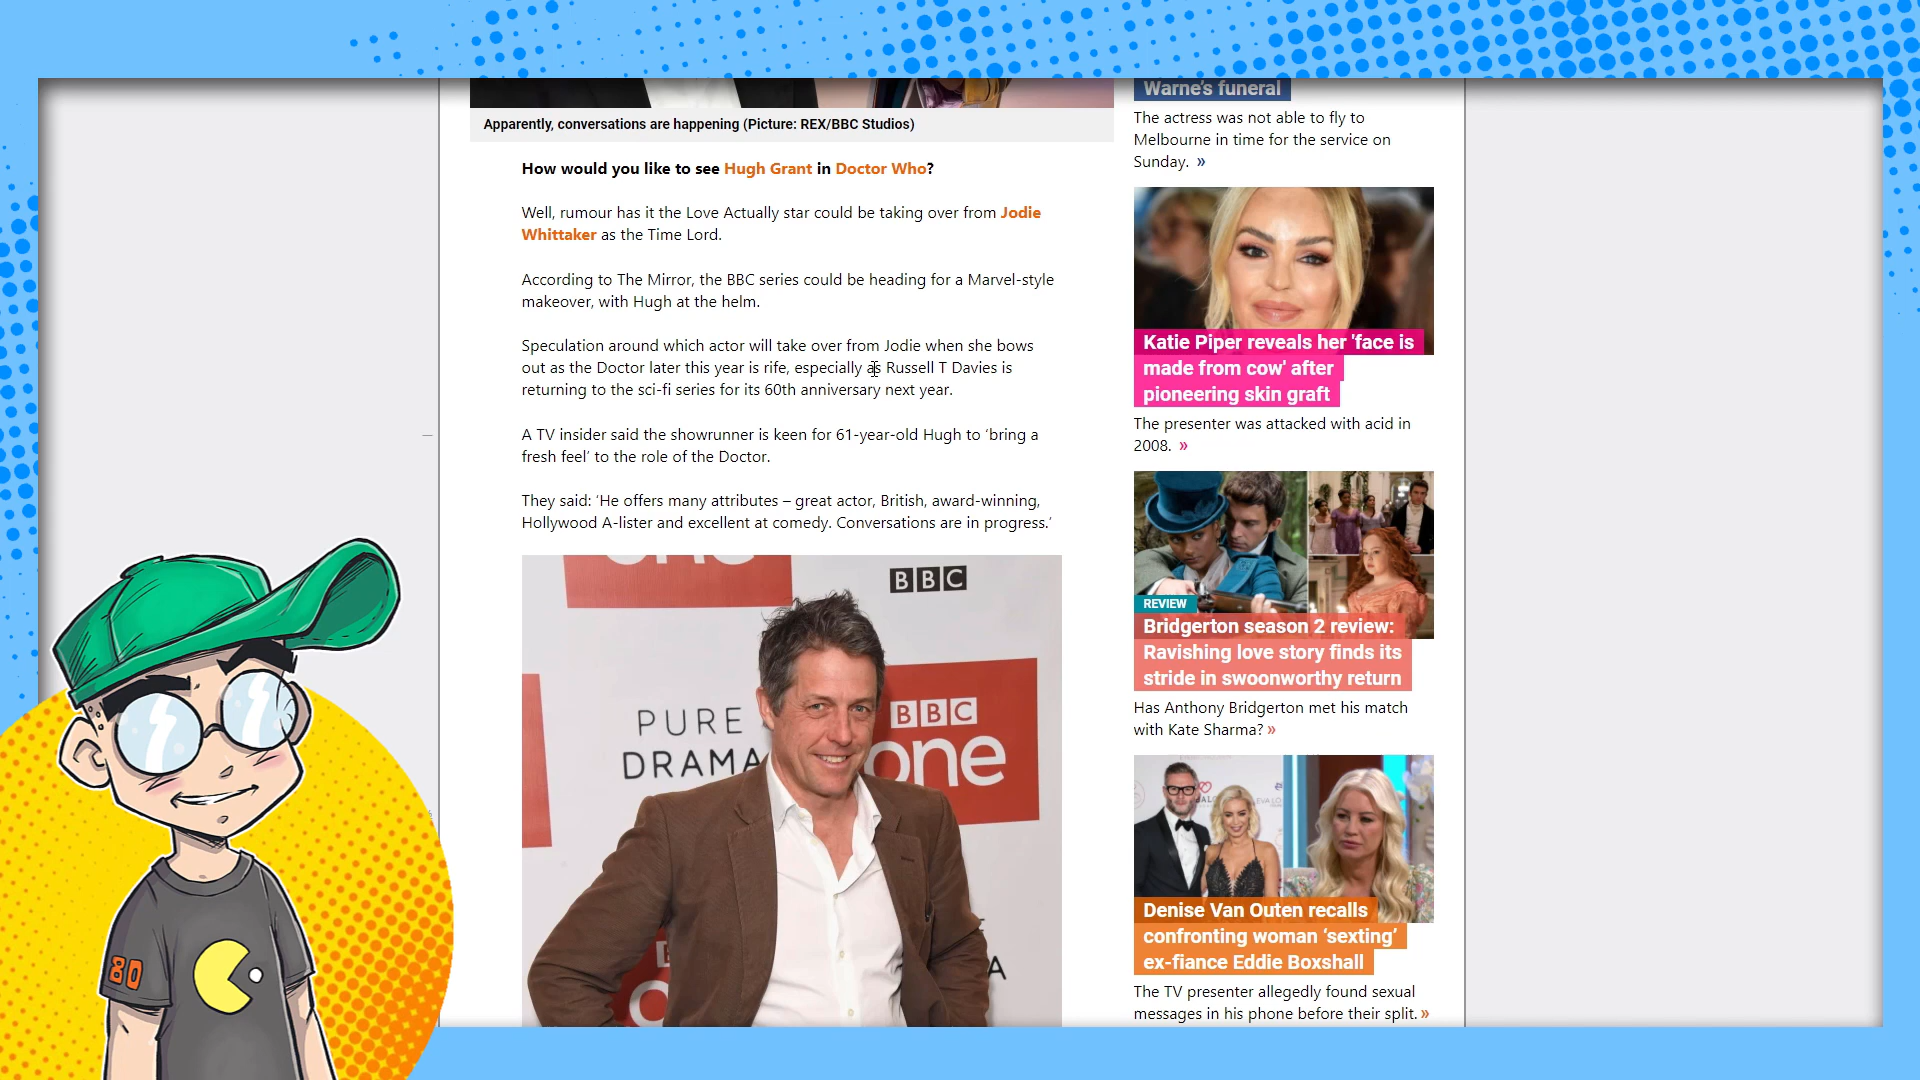 Apparently, conversations are happening (Picture: REX/BBC Studios)
How would you like to see Hugh Grant in Doctor Who?
Well, rumour has it the Love Actually star could be taking over from Jodie
Whittaker as the Time Lord.
According to The Mirror, the BBC series could be heading for a Marvel-style
makeover, with Hugh at the helm.
Speculation around which actor will take over from Jodie when she bows
out as the Doctor later this year is rife, especially as Russell T Davies is
returning to the sci-fi series for its 60th anniversary next year.
A TV insider said the showrunner is keen for 61-year-old Hugh to ‘bring a
fresh feel’ to the role of the Doctor.
They said: ‘He offers many attributes – great actor, British, award-winning,
Hollywood A-lister and excellent at comedy. Conversations are in progress.’
BBC
PURE
DRAMA
BBC
one
Warne's funeral
The actress was not able to fly to
Melbourne in time for the service on
Sunday. »
Katie Piper reveals her 'face is
made from cow' after
pioneering skin graft
The presenter was attacked with acid in
2008. »
REVIEW
Bridgerton season 2 review:
Ravishing love story finds its
stride in swoonworthy return
Has Anthony Bridgerton met his match
with Kate Sharma? »
Denise Van Outen recalls
confronting woman ‘sexting’
ex-fiance Eddie Boxshall
The TV presenter allegedly found sexual
messages in his phone before their split. »
80